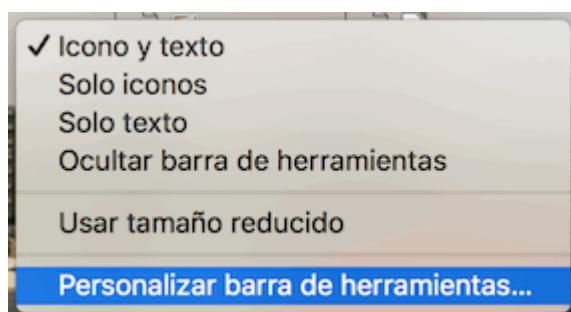 ✓ Icono y texto
Solo iconos
Solo texto
Ocultar barra de herramientas
Usar tamaño reducido
Personalizar barra de herramientas...